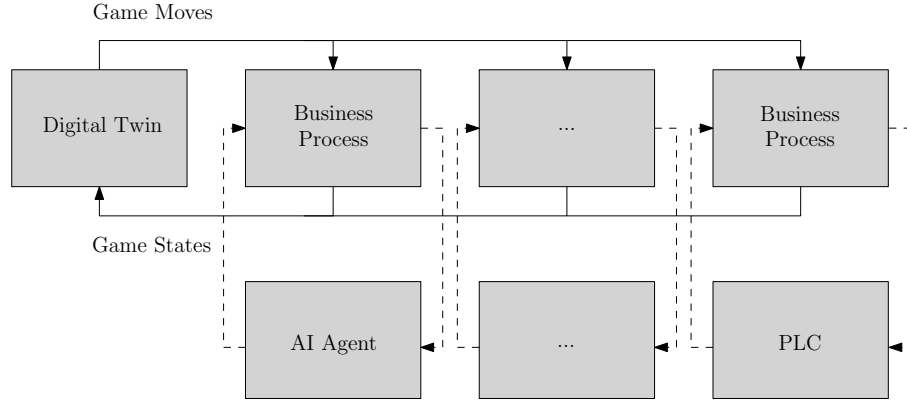 Game Moves
Digital Twin
Business
Process
...
Business
Process
Game States
AI Agent
...
PLC